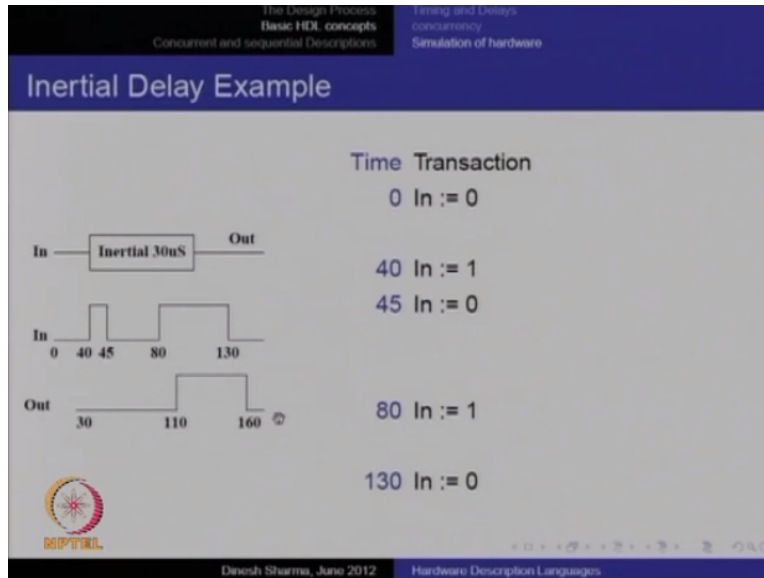 The Design Process
Basic HDL concepts
Concurrent and sequential Descriptions
Timing and Delays
concurrency
Simulation of hardware
Inertial Delay Example
Time Transaction
0 In := 0
40 In := 1
45 In := 0
80 In := 1
130 In := 0
In Inertial 30uS Out
In
0 40 45 80 130
Out
30 110 160
NPTEL
Dinesh Sharma, June 2012
Hardware Description Languages